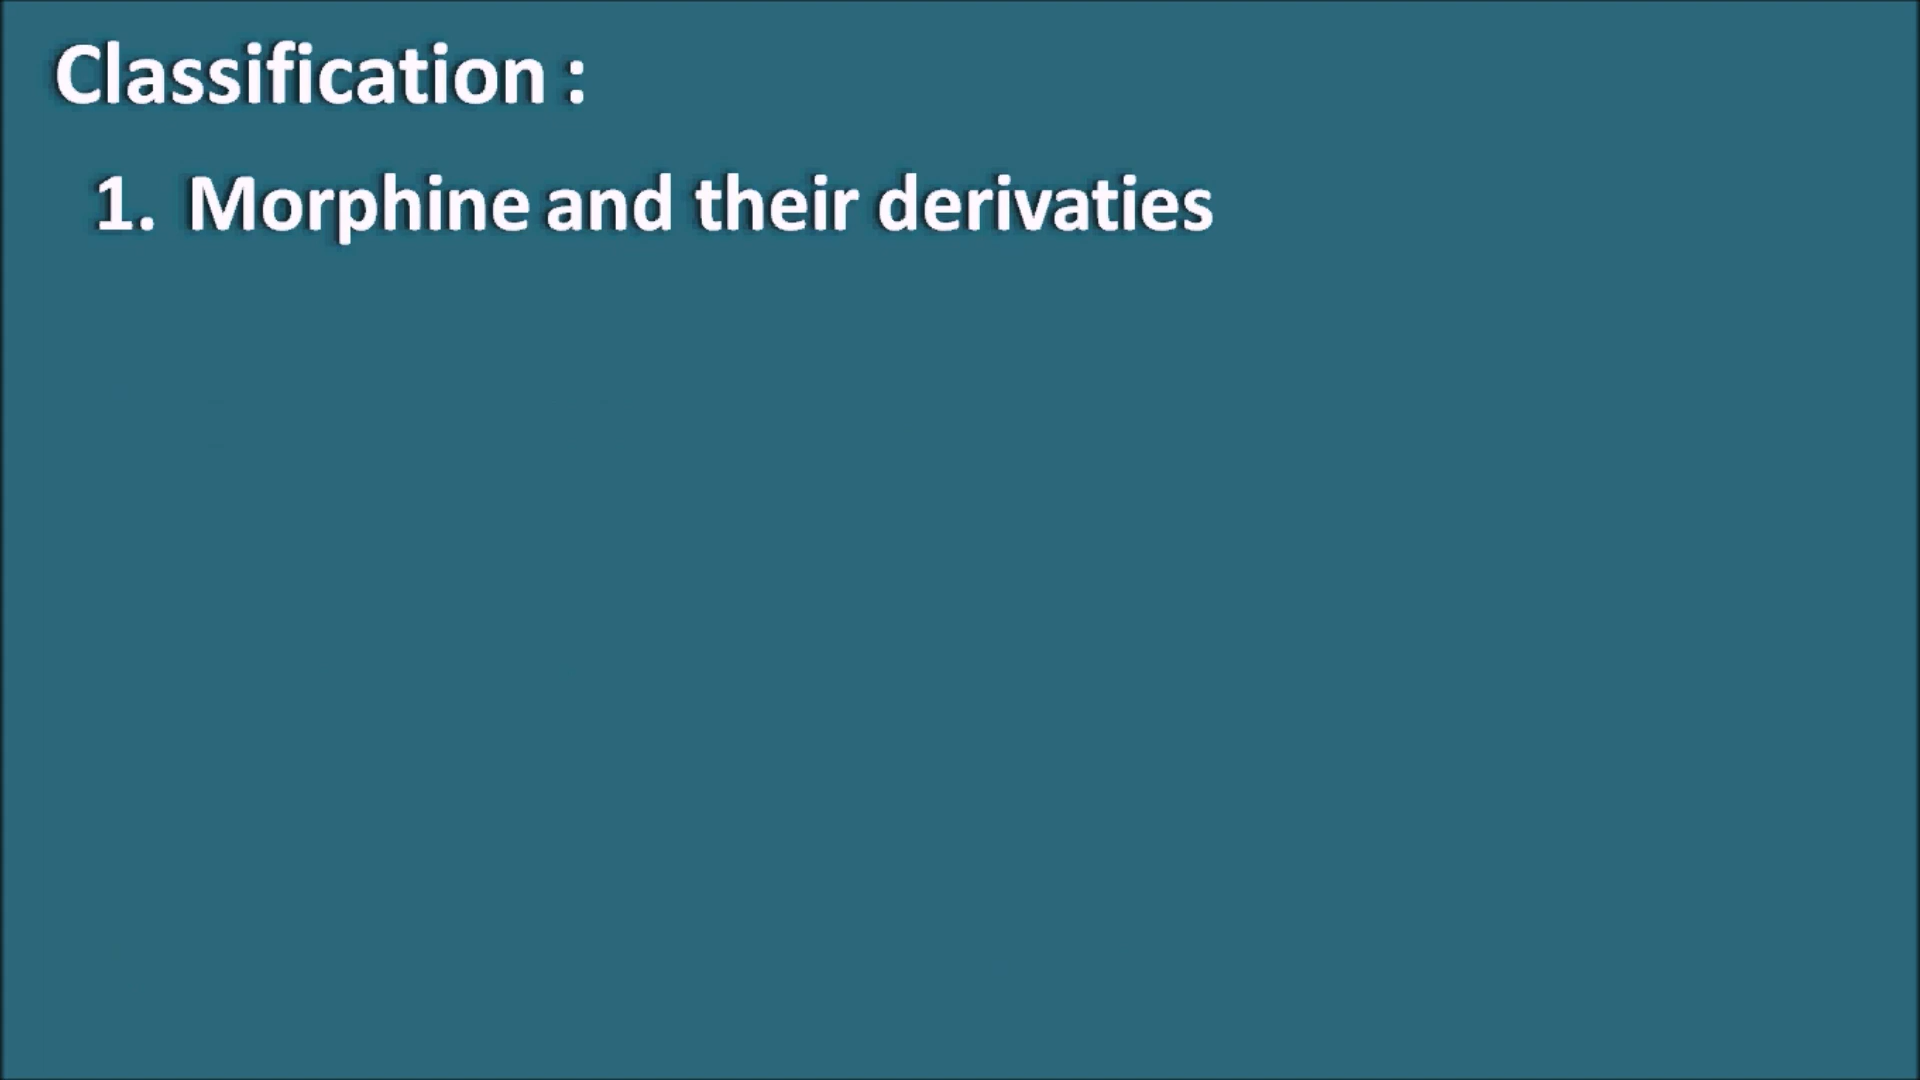 Classification :
1. Morphine and their derivaties